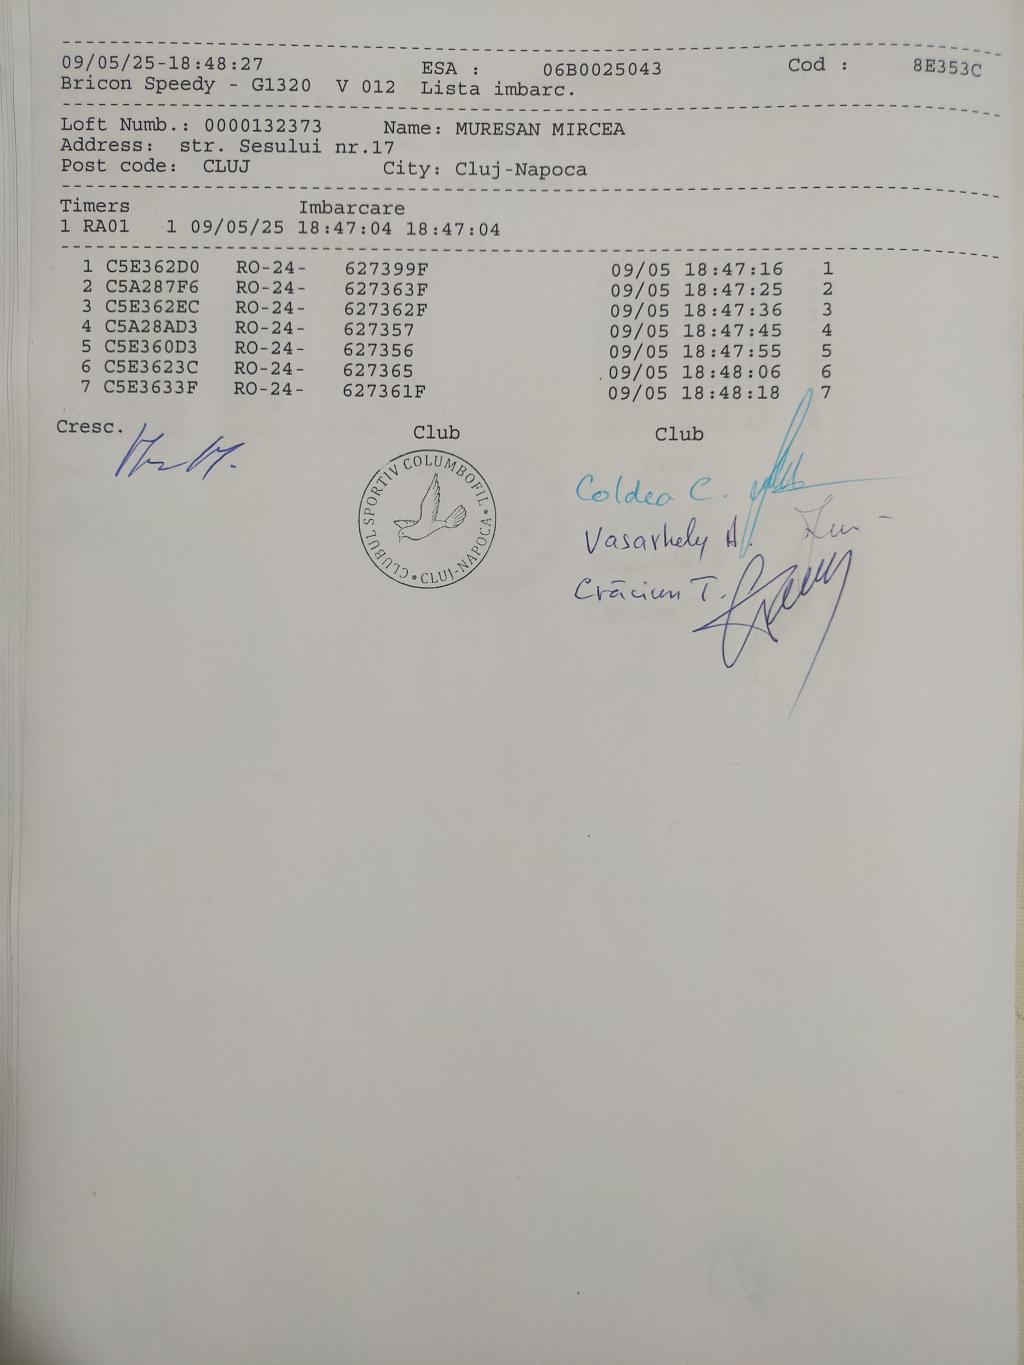 09/05/25-18:48:27 ESA : 06B0025043 Cod : 8E353C
Bricon Speedy - G1320 V 012 Lista imbarc.
Loft Numb.: 0000132373 Name: MURESAN MIRCEA
Address: str. Sesului nr.17
Post code: CLUJ City: Cluj-Napoca
Timers Imbarcare
1 RA01 1 09/05/25 18:47:04 18:47:04
1 C5E362D0 RO-24- 627399F 09/05 18:47:16 1
2 C5A287F6 RO-24- 627363F 09/05 18:47:25 2
3 C5E362EC RO-24- 627362F 09/05 18:47:36 3
4 C5A28AD3 RO-24- 627357 09/05 18:47:45 4
5 C5E360D3 RO-24- 627356 09/05 18:47:55 5
6 C5E3623C RO-24- 627365 09/05 18:48:06 6
7 C5E3633F RO-24- 627361F 09/05 18:48:18 7
Cresc. Club Club
CLUBUL SPORTIV COLUMBOFIL • CLUJ-NAPOCA •
Coldea C.
Vasarhely A.
Crăciun T.